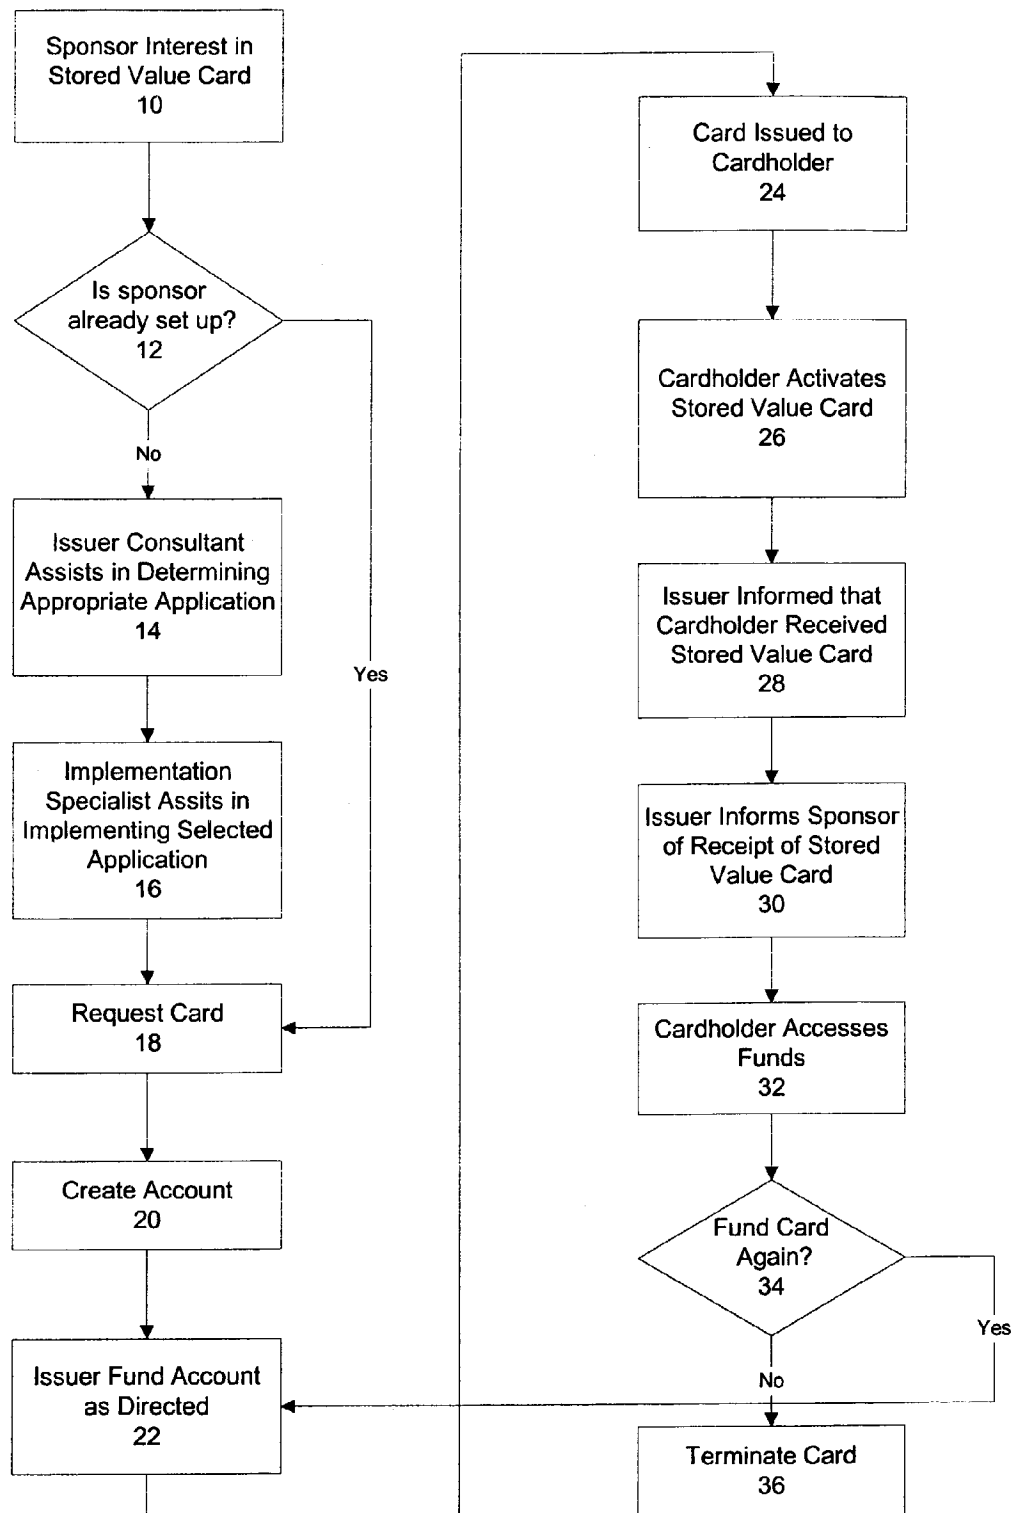 Sponsor Interest in
Stored Value Card
10
Is sponsor
already set up?
12
No
Yes
Issuer Consultant
Assists in Determining
Appropriate Application
14
Implementation
Specialist Assits in
Implementing Selected
Application
16
Request Card
18
Create Account
20
Issuer Fund Account
as Directed
22
Card Issued to
Cardholder
24
Cardholder Activates
Stored Value Card
26
Issuer Informed that
Cardholder Received
Stored Value Card
28
Issuer Informs Sponsor
of Receipt of Stored
Value Card
30
Cardholder Accesses
Funds
32
Fund Card
Again?
34
Yes
No
Terminate Card
36